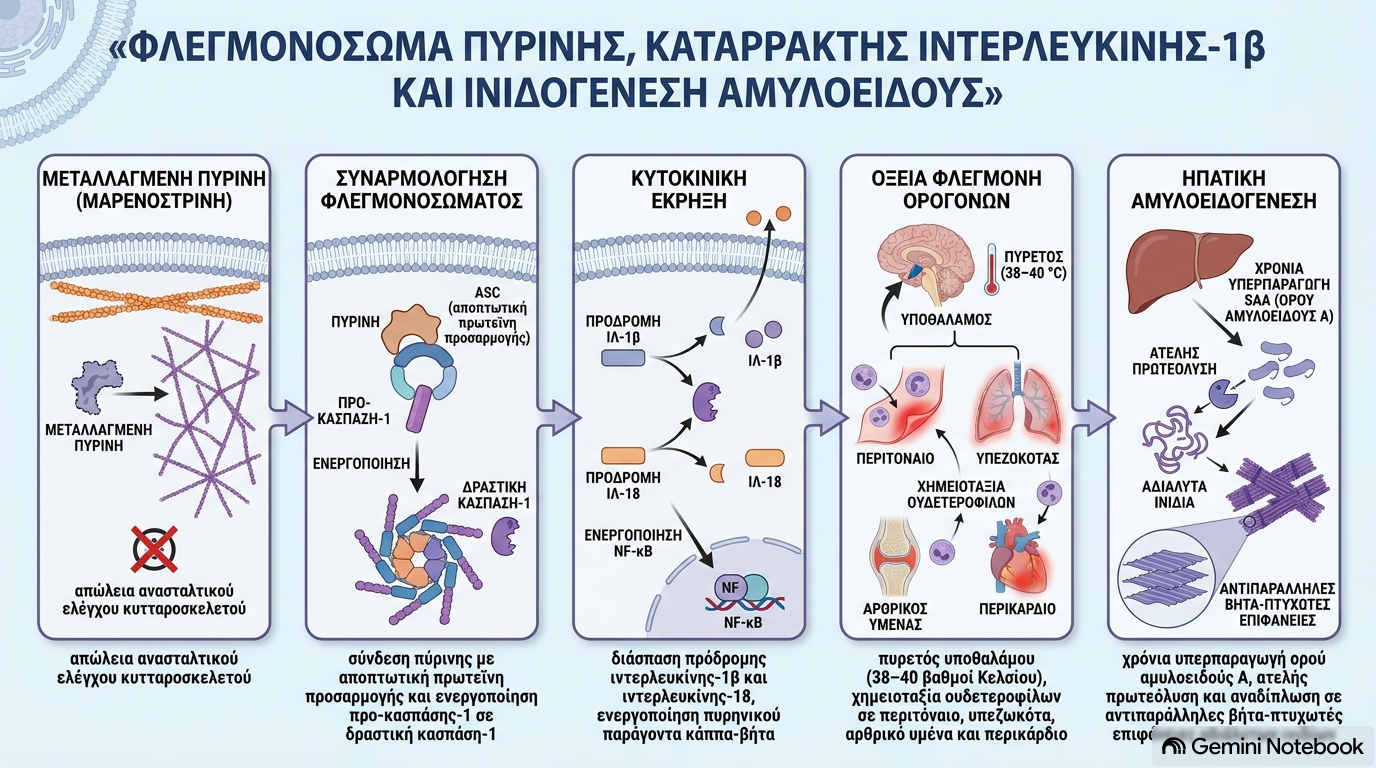 «ΦΛΕΓΜΟΝΟΣΩΜΑ ΠΥΡΙΝΗΣ, ΚΑΤΑΡΡΑΚΤΗΣ ΙΝΤΕΡΛΕΥΚΙΝΗΣ-1β
ΚΑΙ ΙΝΙΔΟΓΕΝΕΣΗ ΑΜΥΛΟΕΙΔΟΥΣ»
ΜΕΤΑΛΛΑΓΜΕΝΗ ΠΥΡΙΝΗ
(ΜΑΡΕΝΟΣΤΡΙΝΗ)
ΜΕΤΑΛΛΑΓΜΕΝΗ
ΠΥΡΙΝΗ
απώλεια ανασταλτικού
ελέγχου κυτταροσκελετού
απώλεια ανασταλτικού
ελέγχου κυτταροσκελετού
ΣΥΝΑΡΜΟΛΟΓΗΣΗ
ΦΛΕΓΜΟΝΟΣΩΜΑΤΟΣ
ASC
(αποπτωτική
πρωτεΐνη
προσαρμογής)
ΠΥΡΙΝΗ
ΠΡΟ-
ΚΑΣΠΑΖΗ-1
ΕΝΕΡΓΟΠΟΙΗΣΗ
ΔΡΑΣΤΙΚΗ
ΚΑΣΠΑΣΗ-1
σύνδεση πύρινης με
αποπτωτική πρωτεΐνη
προσαρμογής και ενεργοποίηση
προ-κασπάσης-1 σε
δραστική κασπάση-1
ΚΥΤΟΚΙΝΙΚΗ
ΕΚΡΗΞΗ
ΠΡΟΔΡΟΜΗ
ΙΛ-1β
ΙΛ-1β
ΠΡΟΔΡΟΜΗ
ΙΛ-18
ΙΛ-18
ΕΝΕΡΓΟΠΟΙΗΣΗ
NF-κB
NF
NF-κB
διάσπαση πρόδρομης
ιντερλευκίνης-1β και
ιντερλευκίνης-18,
ενεργοποίηση πυρηνικού
παράγοντα κάππα-βήτα
ΟΞΕΙΑ ΦΛΕΓΜΟΝΗ
ΟΡΟΓΟΝΩΝ
ΠΥΡΕΤΟΣ
(38–40 °C)
ΥΠΟΘΑΛΑΜΟΣ
ΠΕΡΙΤΟΝΑΙΟ
ΥΠΕΖΟΚΟΤΑΣ
ΧΗΜΕΙΟΤΑΞΙΑ
ΟΥΔΕΤΕΡΟΦΙΛΩΝ
ΑΡΘΡΙΚΟΣ
ΥΜΕΝΑΣ
ΠΕΡΙΚΑΡΔΙΟ
πυρετός υποθαλάμου
(38–40 βαθμοί Κελσίου),
χημειοταξία ουδετεροφίλων
σε περιτόναιο, υπεζωκότα,
αρθρικό υμένα και περικάρδιο
ΗΠΑΤΙΚΗ
ΑΜΥΛΟΕΙΔΟΓΕΝΕΣΗ
ΧΡΟΝΙΑ
ΥΠΕΡΠΑΡΑΓΩΓΗ
SAA (ΟΡΟΥ
ΑΜΥΛΟΕΙΔΟΥΣ Α)
ΑΤΕΛΗΣ
ΠΡΩΤΕΟΛΥΣΗ
ΑΔΙΑΛΥΤΑ
ΙΝΙΔΙΑ
ΑΝΤΙΠΑΡΑΛΛΗΛΕΣ
ΒΗΤΑ-ΠΤΥΧΩΤΕΣ
ΕΠΙΦΑΝΕΙΕΣ
χρόνια υπερπαραγωγή ορού
αμυλοειδούς Α, ατελής
πρωτεόλυση και αναδίπλωση σε
αντιπαράλληλες βήτα-πτυχωτές
Gemini Notebook